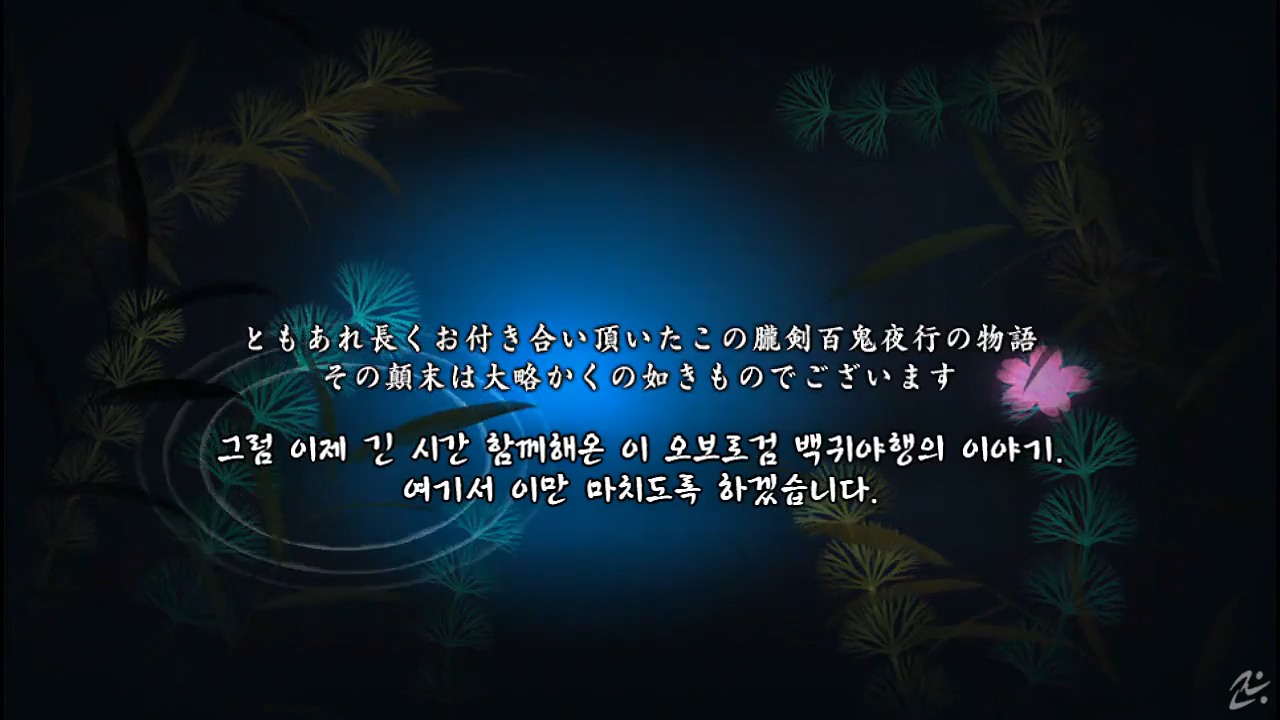 ともあれ長くお付き合い頂いたこの朧剣百鬼夜行の物語
その顛末は大略かくの如きものでございます
그럼 이제 긴 시간 함께해온 이 오보로검 백귀야행의 이야기.
여기서 이만 마치도록 하겠습니다.